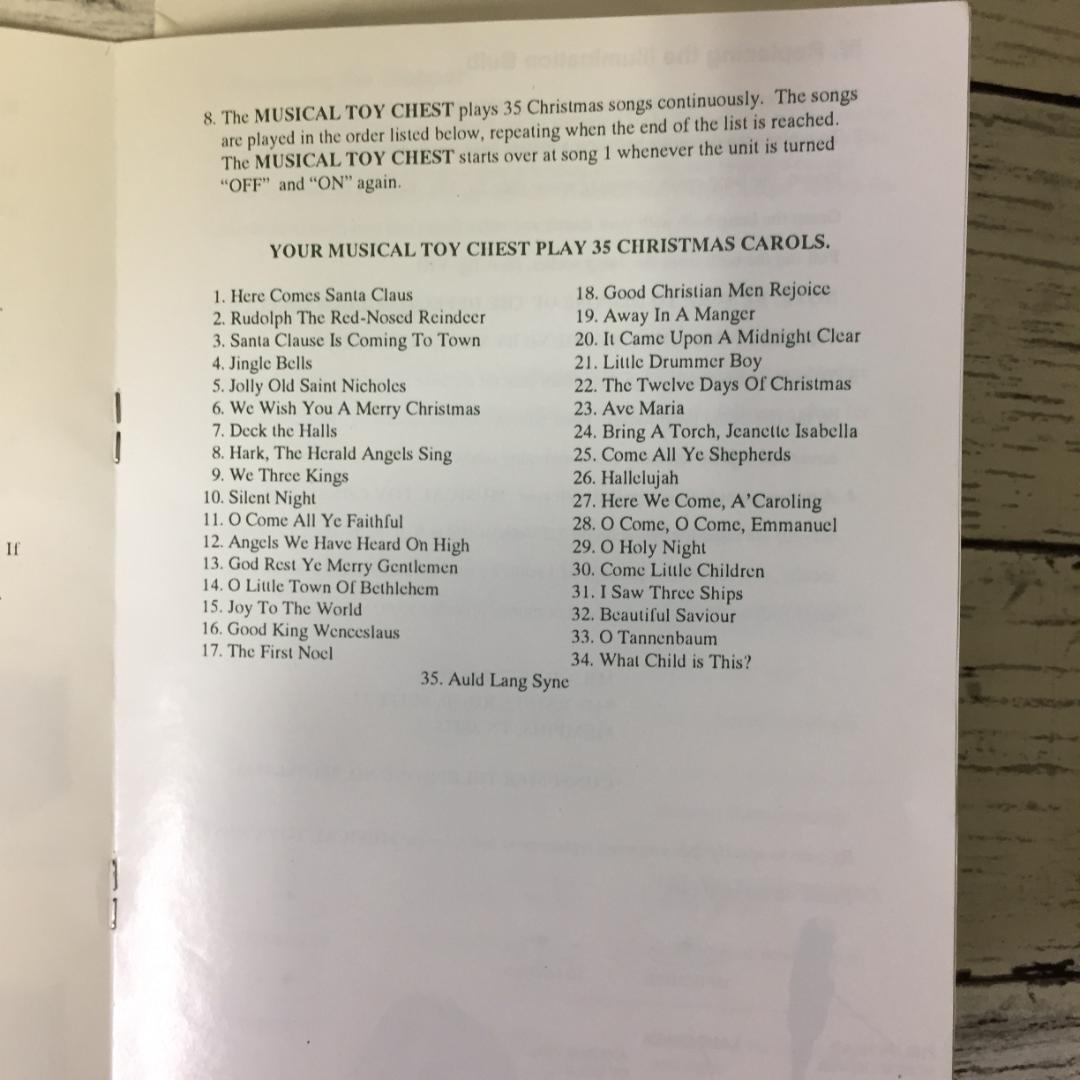 8. The MUSICAL TOY CHEST plays 35 Christmas songs continuously. The songs
are played in the order listed below, repeating when the end of the list is reached.
The MUSICAL TOY CHEST starts over at song 1 whenever the unit is turned
“OFF” and “ON” again.
YOUR MUSICAL TOY CHEST PLAY 35 CHRISTMAS CAROLS.
1. Here Comes Santa Claus
2. Rudolph The Red-Nosed Reindeer
3. Santa Clause Is Coming To Town
4. Jingle Bells
5. Jolly Old Saint Nicholes
6. We Wish You A Merry Christmas
7. Deck the Halls
8. Hark, The Herald Angels Sing
9. We Three Kings
10. Silent Night
11. O Come All Ye Faithful
12. Angels We Have Heard On High
13. God Rest Ye Merry Gentlemen
14. O Little Town Of Bethlehem
15. Joy To The World
16. Good King Wenceslaus
17. The First Noel
18. Good Christian Men Rejoice
19. Away In A Manger
20. It Came Upon A Midnight Clear
21. Little Drummer Boy
22. The Twelve Days Of Christmas
23. Ave Maria
24. Bring A Torch, Jeanette Isabella
25. Come All Ye Shepherds
26. Hallelujah
27. Here We Come, A’Caroling
28. O Come, O Come, Emmanuel
29. O Holy Night
30. Come Little Children
31. I Saw Three Ships
32. Beautiful Saviour
33. O Tannenbaum
34. What Child is This?
35. Auld Lang Syne
If